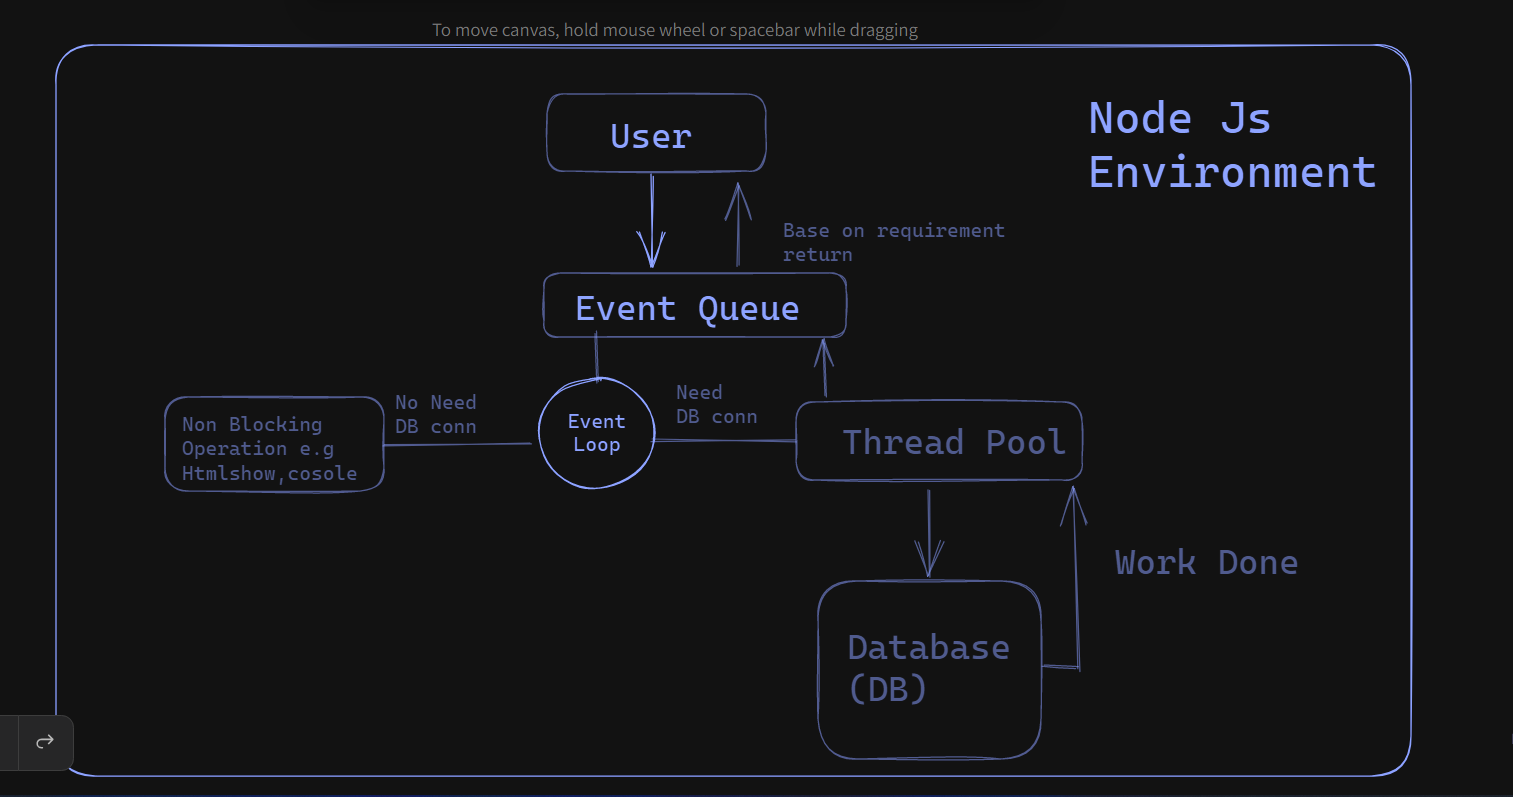 To move canvas, hold mouse wheel or spacebar while dragging
Node Js
Environment
User
Base on requirement
return
Event Queue
No Need
DB conn
Need
DB conn
Non Blocking
Operation e.g
Htmlshow,cosole
Event
Loop
Thread Pool
Work Done
Database
(DB)